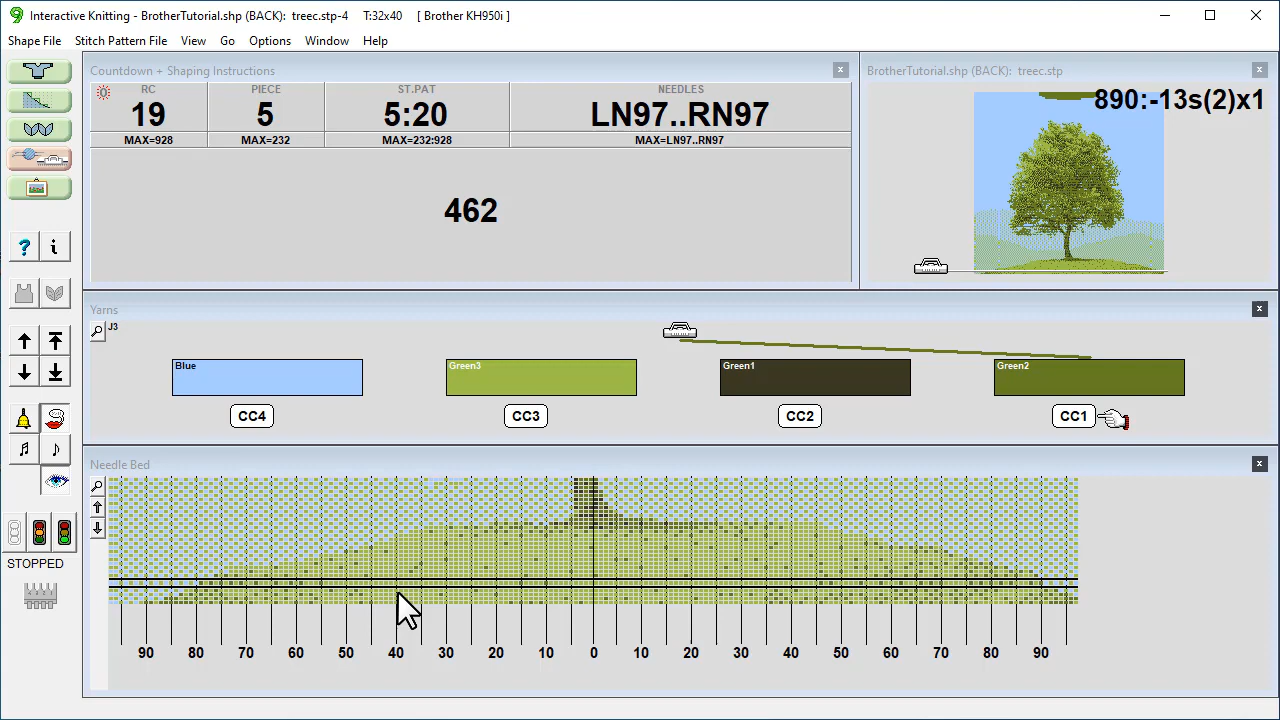 Interactive Knitting - BrotherTutorial.shp (BACK): treec.stp-4 T:32x40 [ Brother KH950i ]
Shape File Stitch Pattern File View Go Options Window Help
Countdown + Shaping Instructions
RC PIECE ST.PAT NEEDLES
19 5 5:20 LN97..RN97
MAX=928 MAX=232 MAX=232:928 MAX=LN97..RN97
462
BrotherTutorial.shp (BACK): treec.stp
890:-13s(2)x1
Yarns
J3
Blue Green3 Green1 Green2
CC4 CC3 CC2 CC1
Needle Bed
90 80 70 60 50 40 30 20 10 0 10 20 30 40 50 60 70 80 90
STOPPED